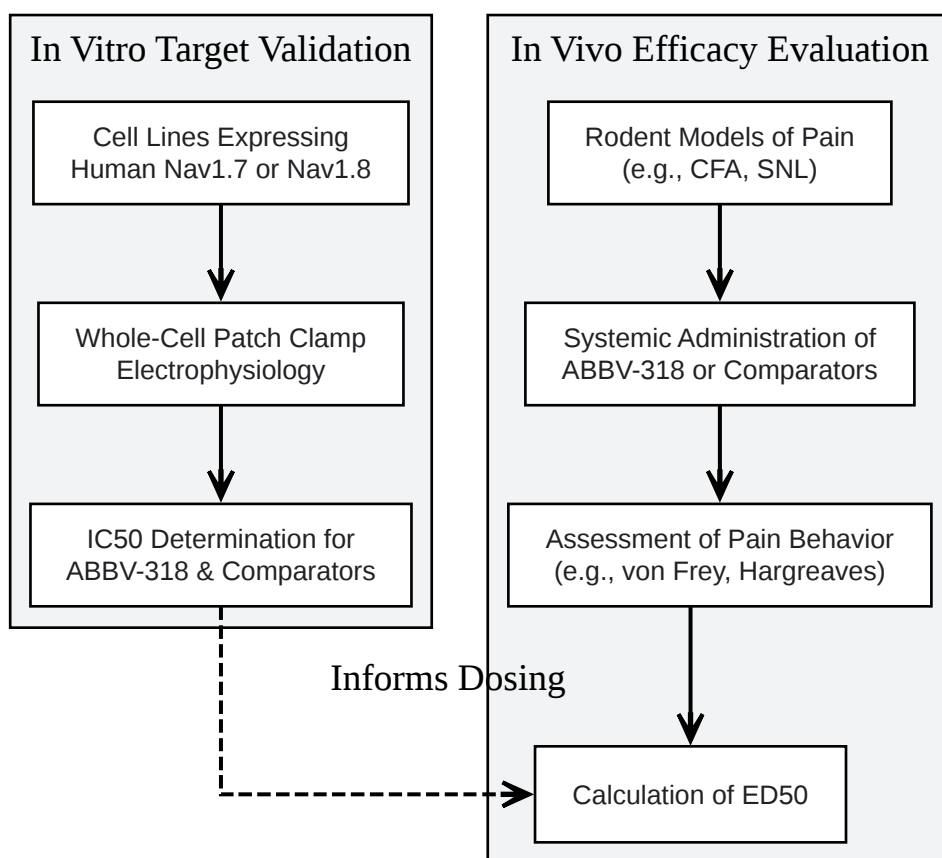 In Vitro Target Validation
Cell Lines Expressing
Human Nav1.7 or Nav1.8
Whole-Cell Patch Clamp
Electrophysiology
IC50 Determination for
ABBV-318 & Comparators
Informs Dosing
In Vivo Efficacy Evaluation
Rodent Models of Pain
(e.g., CFA, SNL)
Systemic Administration of
ABBV-318 or Comparators
Assessment of Pain Behavior
(e.g., von Frey, Hargreaves)
Calculation of ED50